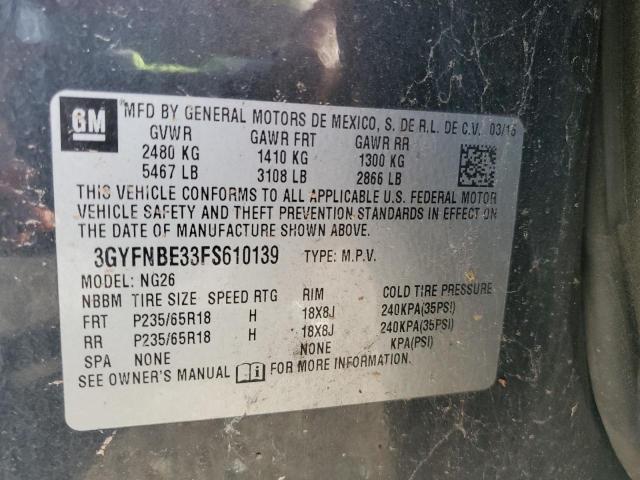 GM
MFD BY GENERAL MOTORS DE MEXICO, S. DE R.L. DE C.V. 03/15
GVWR GAWR FRT GAWR RR
2480 KG 1410 KG 1300 KG
5467 LB 3108 LB 2866 LB
THIS VEHICLE CONFORMS TO ALL APPLICABLE U.S. FEDERAL MOTOR
VEHICLE SAFETY AND THEFT PREVENTION STANDARDS IN EFFECT ON
THE DATE OF MANUFACTURE SHOWN ABOVE.
3GYFNBE33FS610139 TYPE: M.P.V.
MODEL: NG26
NBBM TIRE SIZE SPEED RTG RIM COLD TIRE PRESSURE
FRT P235/65R18 H 18X8J 240KPA(35PSI)
RR P235/65R18 H 18X8J 240KPA(35PSI)
SPA NONE NONE KPA(PSI)
SEE OWNER'S MANUAL FOR MORE INFORMATION.